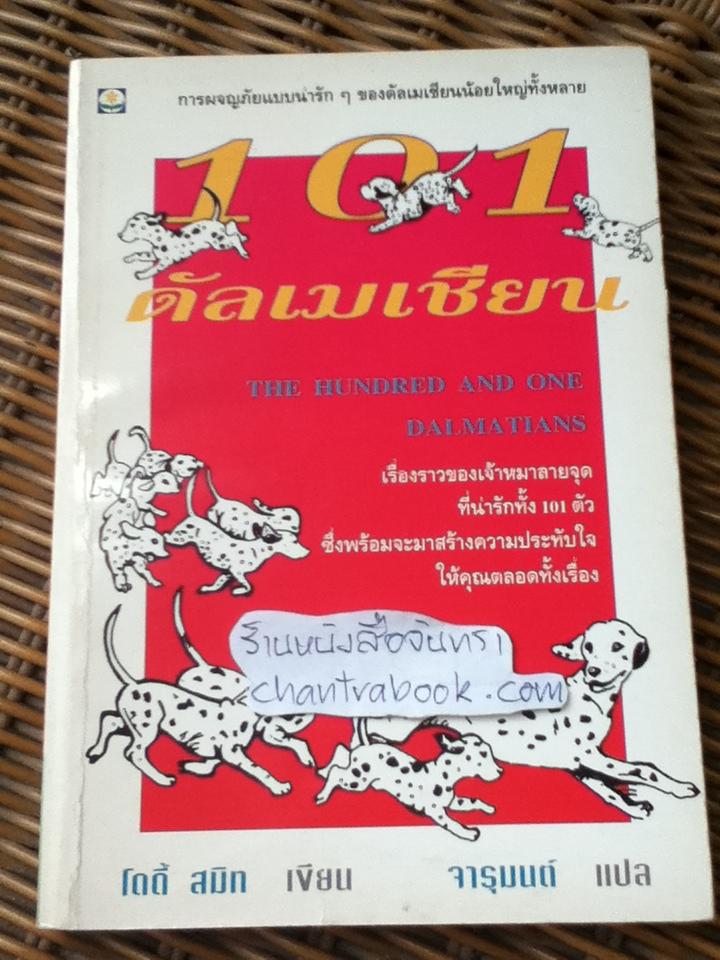 การผจญภัยแบบน่ารัก ๆ ของดัลเมเชียนน้อยใหญ่ทั้งหลาย
101
ดัลเมเชียน
THE HUNDRED AND ONE
DALMATIANS
เรื่องราวของเจ้าหมาลายจุด
ที่น่ารักทั้ง 101 ตัว
ซึ่งพร้อมจะมาสร้างความประทับใจ
ให้คุณตลอดทั้งเรื่อง
ร้านหนังสือจันทรา
chantrabook.com
โดดี้ สมิท เขียน จารุมนต์ แปล